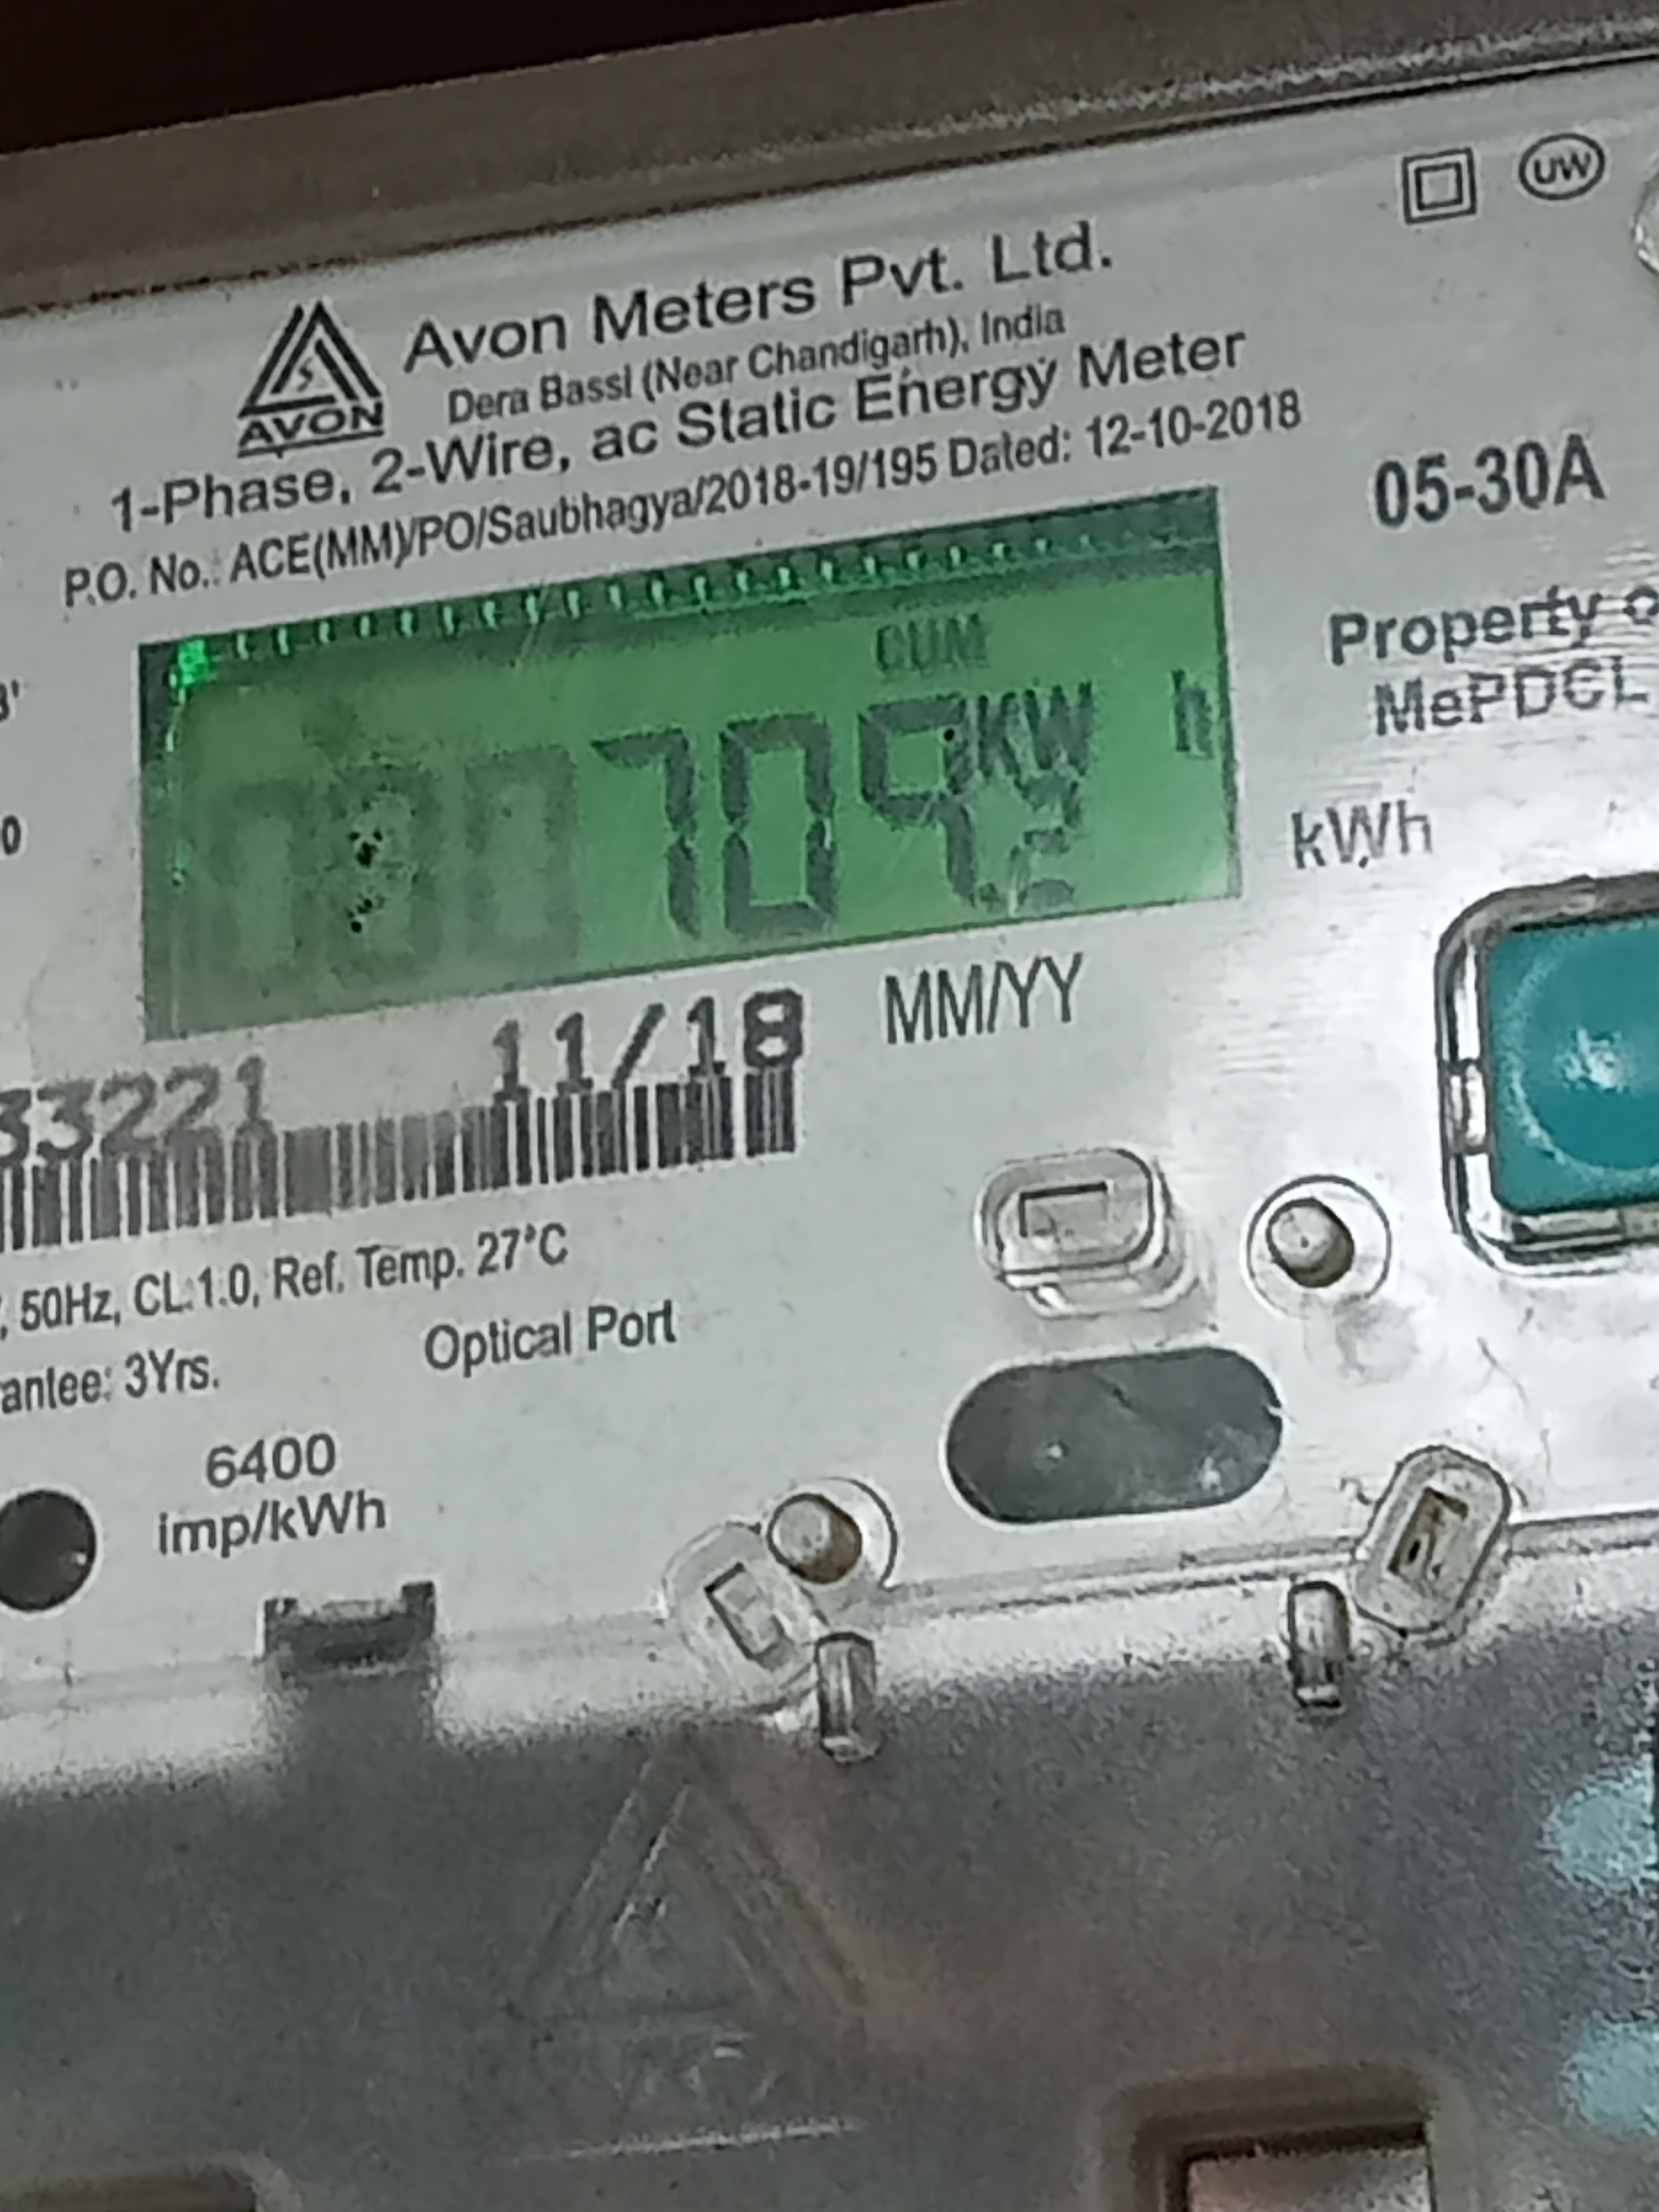 UW
Avon Meters Pvt. Ltd.
AVON
Dera Bassi (Near Chandigarh), India
1-Phase, 2-Wire, ac Static Energy Meter
P.O. No.: ACE(MM)/PO/Saubhagya/2018-19/195 Dated: 12-10-2018
05-30A
Property
MePDCL
CUM
709 KW h
kWh
11/18 MM/YY
33221
50Hz, CL:1.0, Ref. Temp. 27°C
3Yrs.
Optical Port
6400
imp/kWh